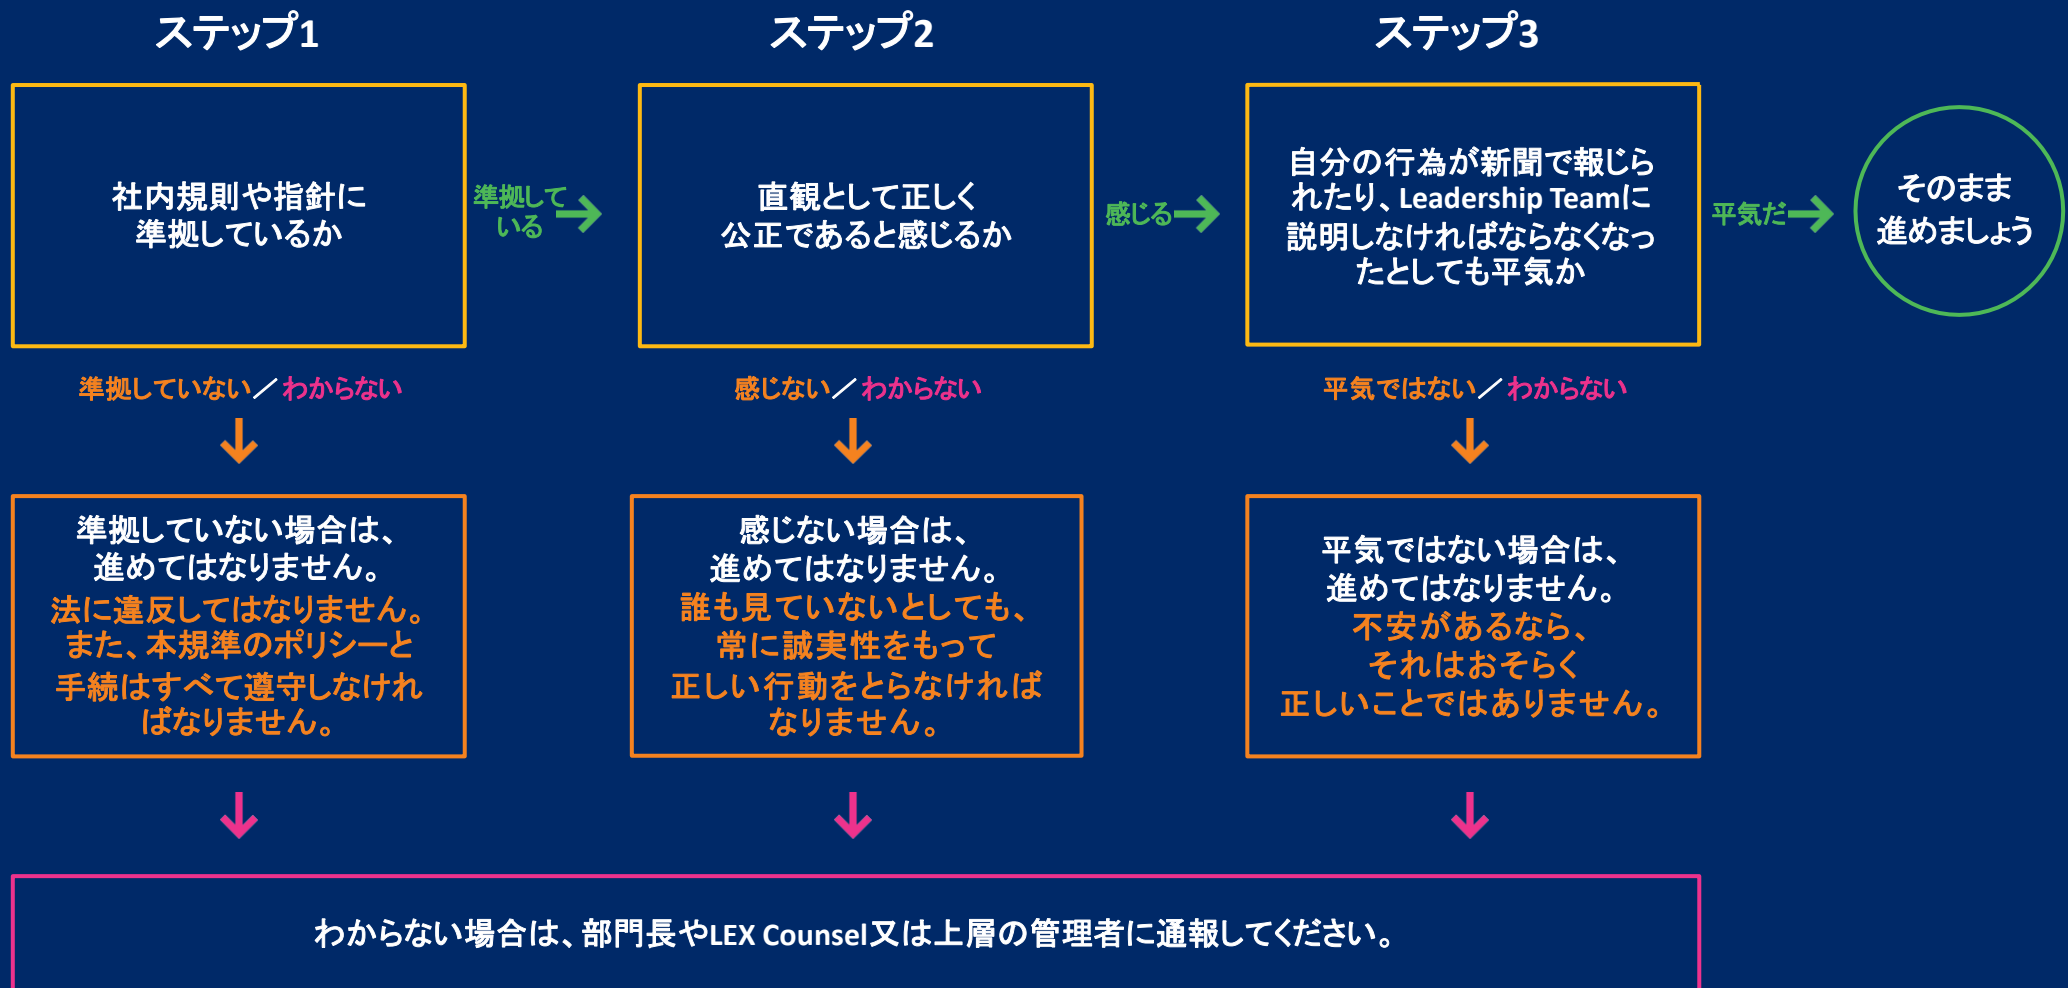 ステップ1
ステップ2
ステップ3
社内規則や指針に
準拠しているか
準拠して
いる
直観として正しく
公正であると感じるか
感じる
自分の行為が新聞で報じら
れたり、Leadership Teamに
説明しなければならなくなっ
たとしても平気か
平気だ
そのまま
進めましょう
準拠していない／わからない
感じない／わからない
平気ではない／わからない
準拠していない場合は、
進めてはなりません。
法に違反してはなりません。
また、本規準のポリシーと
手続はすべて遵守しなけれ
ばなりません。
感じない場合は、
進めてはなりません。
誰も見ていないとしても、
常に誠実性をもって
正しい行動をとらなければ
なりません。
平気ではない場合は、
進めてはなりません。
不安があるなら、
それはおそらく
正しいことではありません。
わからない場合は、部門長やLEX Counsel又は上層の管理者に通報してください。